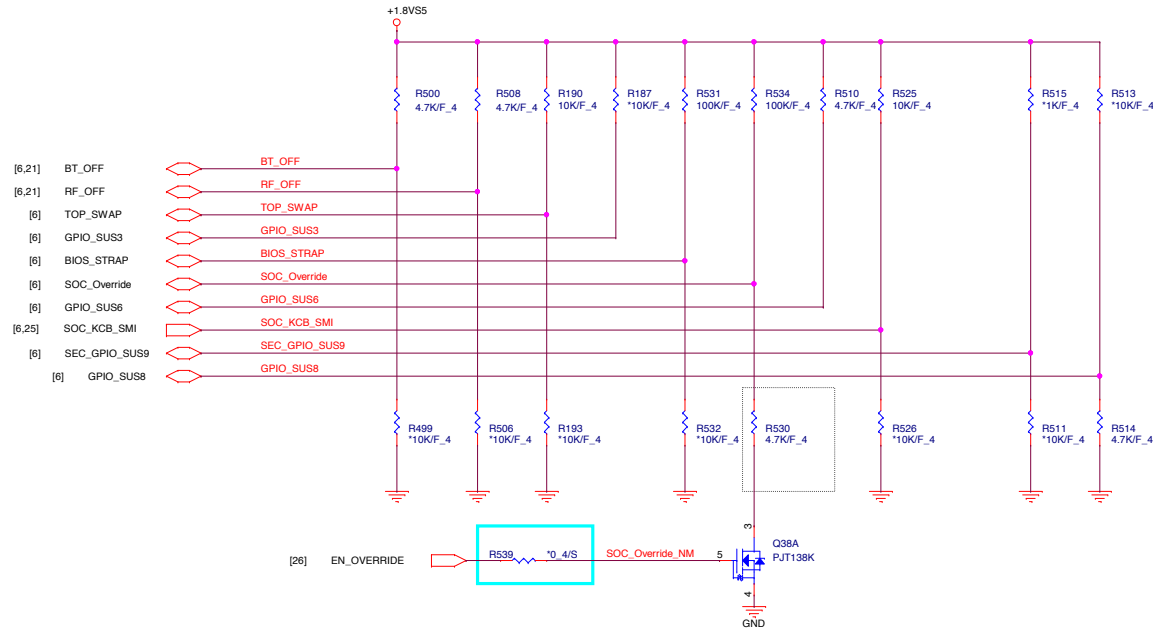 +1.8VS5
R500
4.7K/F_4
R508
4.7K/F_4
R190
10K/F_4
R187
*10K/F_4
R531
100K/F_4
R534
100K/F_4
R510
4.7K/F_4
R525
10K/F_4
R515
*1K/F_4
R513
*10K/F_4
[6,21] BT_OFF BT_OFF
[6,21] RF_OFF RF_OFF
[6] TOP_SWAP TOP_SWAP
[6] GPIO_SUS3 GPIO_SUS3
[6] BIOS_STRAP BIOS_STRAP
[6] SOC_Override SOC_Override
[6] GPIO_SUS6 GPIO_SUS6
[6,25] SOC_KCB_SMI SOC_KCB_SMI
[6] SEC_GPIO_SUS9 SEC_GPIO_SUS9
[6] GPIO_SUS8 GPIO_SUS8
R499
*10K/F_4
R506
*10K/F_4
R193
*10K/F_4
R532
*10K/F_4
R530
4.7K/F_4
R526
*10K/F_4
R511
*10K/F_4
R514
4.7K/F_4
3
Q38A
PJT138K
[26] EN_OVERRIDE R539 *0_4/S SOC_Override_NM 5
4
GND